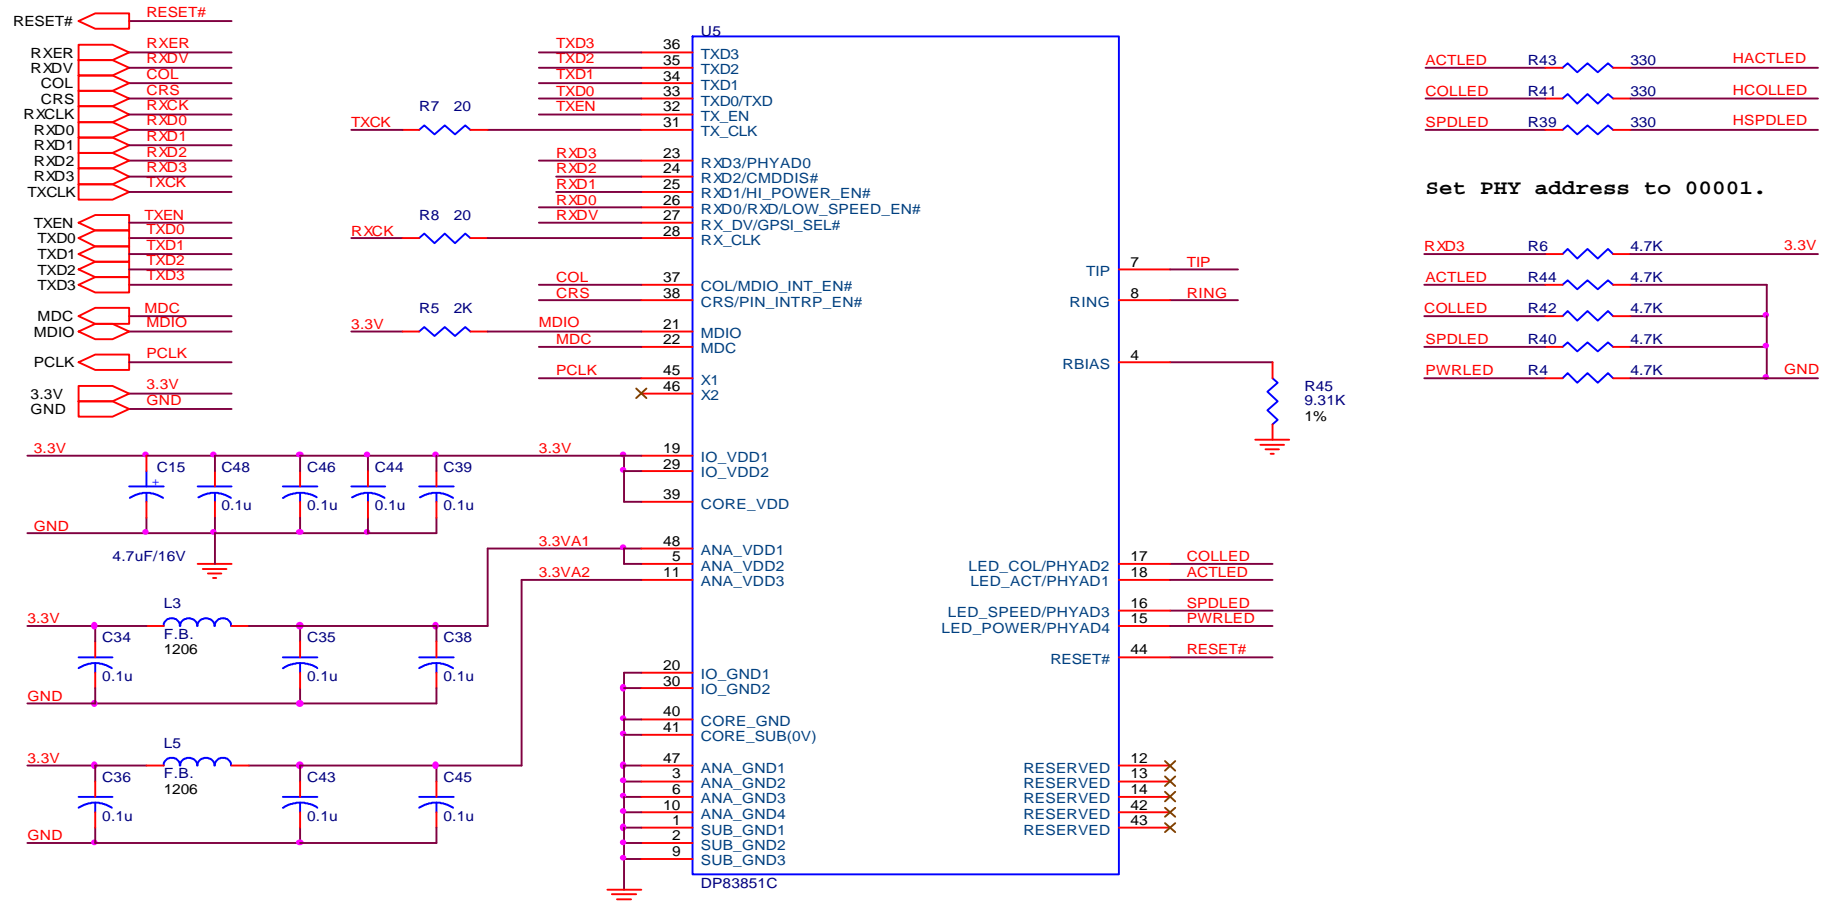 RESET# RESET#
RXER RXER
RXDV RXDV
COL COL
CRS CRS
RXCLK RXCK
RXD0 RXD0
RXD1 RXD1
RXD2 RXD2
RXD3 RXD3
TXCLK TXCK
TXEN TXEN
TXD0 TXD0
TXD1 TXD1
TXD2 TXD2
TXD3 TXD3
MDC MDC
MDIO MDIO
PCLK PCLK
3.3V 3.3V
GND GND
U5
TXD3 36 TXD3
TXD2 35 TXD2
TXD1 34 TXD1
TXD0 33 TXD0/TXD
TXEN 32 TX_EN
TXCK R7 20 31 TX_CLK
RXD3 23 RXD3/PHYAD0
RXD2 24 RXD2/CMDDIS#
RXD1 25 RXD1/HI_POWER_EN#
RXD0 26 RXD0/RXD/LOW_SPEED_EN#
RXDV 27 RX_DV/GPSI_SEL#
RXCK R8 20 28 RX_CLK
COL 37 COL/MDIO_INT_EN#
CRS 38 CRS/PIN_INTRP_EN#
3.3V R5 2K MDIO 21 MDIO
MDC 22 MDC
PCLK 45 X1
46 X2
3.3V 3.3V 19 IO_VDD1
29 IO_VDD2
39 CORE_VDD
C15 + C48 C46 C44 C39
0.1u 0.1u 0.1u 0.1u
GND
4.7uF/16V
3.3VA1 48 ANA_VDD1
5 ANA_VDD2
3.3VA2 11 ANA_VDD3
3.3V L3
F.B.
1206
C34 C35 C38
0.1u 0.1u 0.1u
GND
3.3V L5
F.B.
1206
C36 C43 C45
0.1u 0.1u 0.1u
GND
20 IO_GND1
30 IO_GND2
40 CORE_GND
41 CORE_SUB(0V)
47 ANA_GND1
3 ANA_GND2
6 ANA_GND3
10 ANA_GND4
1 SUB_GND1
2 SUB_GND2
9 SUB_GND3
DP83851C
TIP 7 TIP
RING 8 RING
RBIAS 4
R45
9.31K
1%
LED_COL/PHYAD2 17 COLLED
LED_ACT/PHYAD1 18 ACTLED
LED_SPEED/PHYAD3 16 SPDLED
LED_POWER/PHYAD4 15 PWRLED
RESET# 44 RESET#
RESERVED 12
RESERVED 13
RESERVED 14
RESERVED 42
RESERVED 43
ACTLED R43 330 HACTLED
COLLED R41 330 HCOLLED
SPDLED R39 330 HSPDLED
Set PHY address to 00001.
RXD3 R6 4.7K 3.3V
ACTLED R44 4.7K
COLLED R42 4.7K
SPDLED R40 4.7K
PWRLED R4 4.7K GND